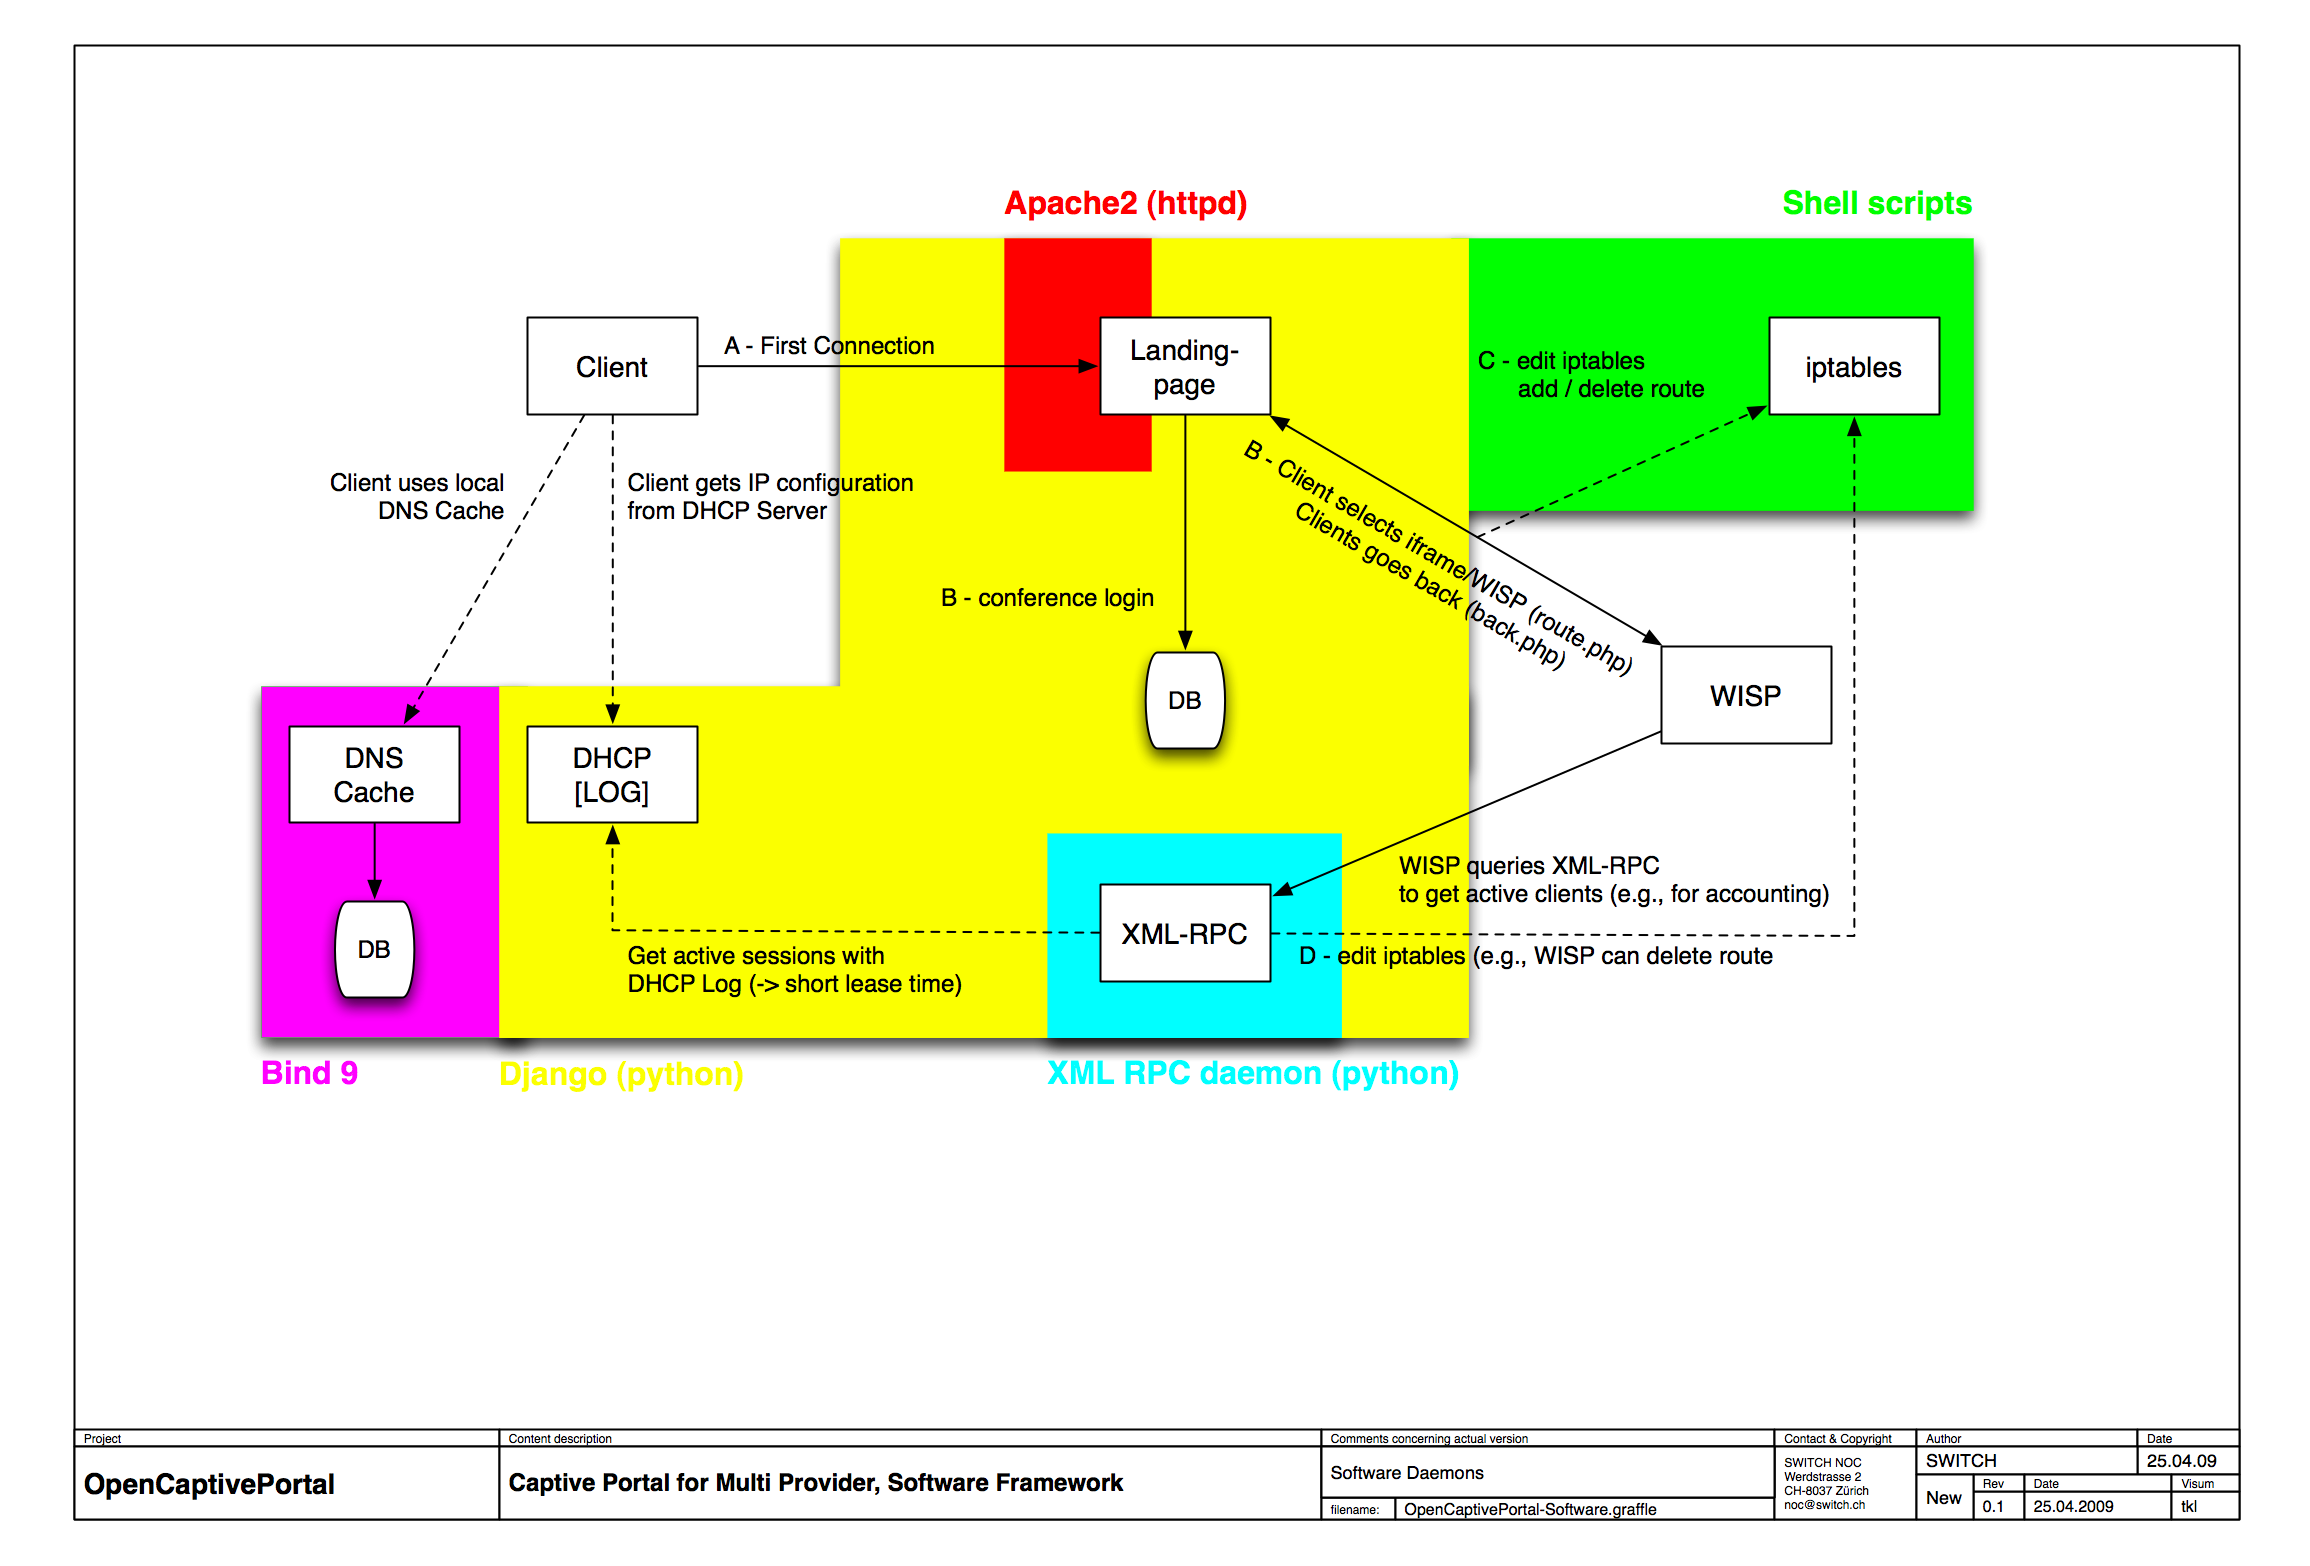 Apache2 (httpd)
Shell scripts
Client
A - First Connection
Landing-
page
C - edit iptables
add / delete route
iptables
Client uses local
DNS Cache
Client gets IP configuration
from DHCP Server
B - Client selects iframe/WISP (route.php)
Clients goes back (back.php)
B - conference login
DB
WISP
DNS
Cache
DHCP
[LOG]
WISP queries XML-RPC
to get active clients (e.g., for accounting)
XML-RPC
DB
Get active sessions with
DHCP Log (-> short lease time)
D - edit iptables (e.g., WISP can delete route
Bind 9
Django (python)
XML RPC daemon (python)
Project
OpenCaptivePortal
Content description
Captive Portal for Multi Provider, Software Framework
Comments concerning actual version
Software Daemons
filename:
OpenCaptivePortal-Software.graffle
Contact & Copyright
SWITCH NOC
Werdstrasse 2
CH-8037 Zürich
noc@switch.ch
Author
SWITCH
Date
25.04.09
New
Rev
0.1
Date
25.04.2009
Visum
tkl